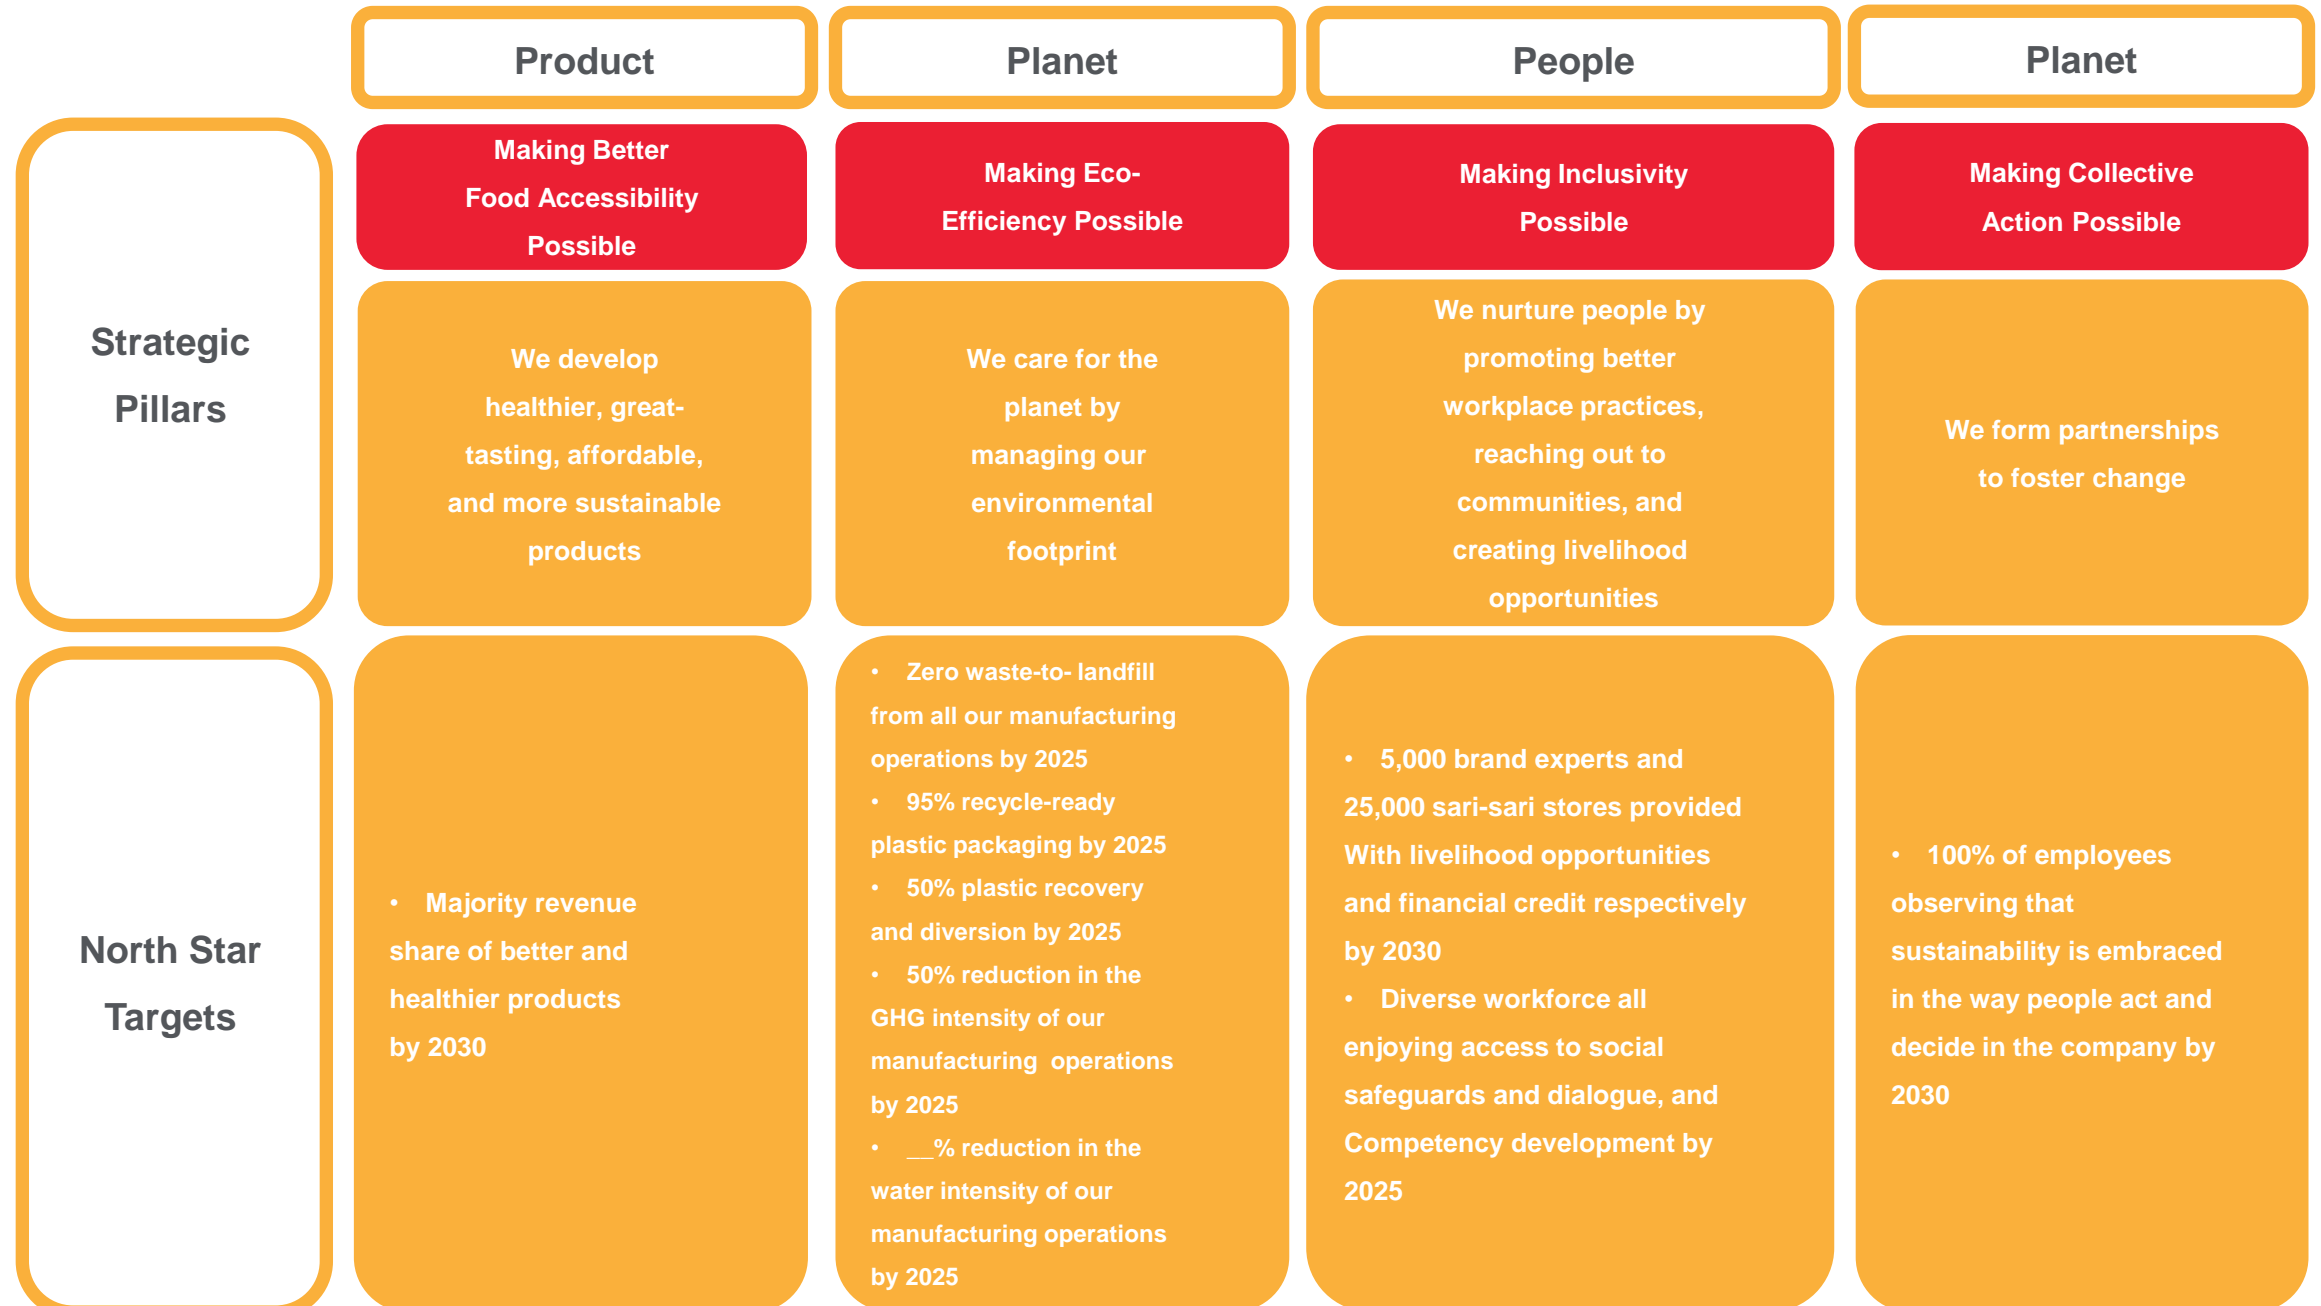 Product
Planet
People
Planet
Strategic
Pillars
Making Better
Food Accessibility
Possible
Making Eco-
Efficiency Possible
Making Inclusivity
Possible
Making Collective
Action Possible
We develop
healthier, great-
tasting, affordable,
and more sustainable
products
We care for the
planet by
managing our
environmental
footprint
We nurture people by
promoting better
workplace practices,
reaching out to
communities, and
creating livelihood
opportunities
We form partnerships
to foster change
North Star
Targets
• Majority revenue
share of better and
healthier products
by 2030
• Zero waste-to- landfill
from all our manufacturing
operations by 2025
• 95% recycle-ready
plastic packaging by 2025
• 50% plastic recovery
and diversion by 2025
• 50% reduction in the
GHG intensity of our
manufacturing operations
by 2025
• __% reduction in the
water intensity of our
manufacturing operations
by 2025
• 5,000 brand experts and
25,000 sari-sari stores provided
With livelihood opportunities
and financial credit respectively
by 2030
• Diverse workforce all
enjoying access to social
safeguards and dialogue, and
Competency development by
2025
• 100% of employees
observing that
sustainability is embraced
in the way people act and
decide in the company by
2030